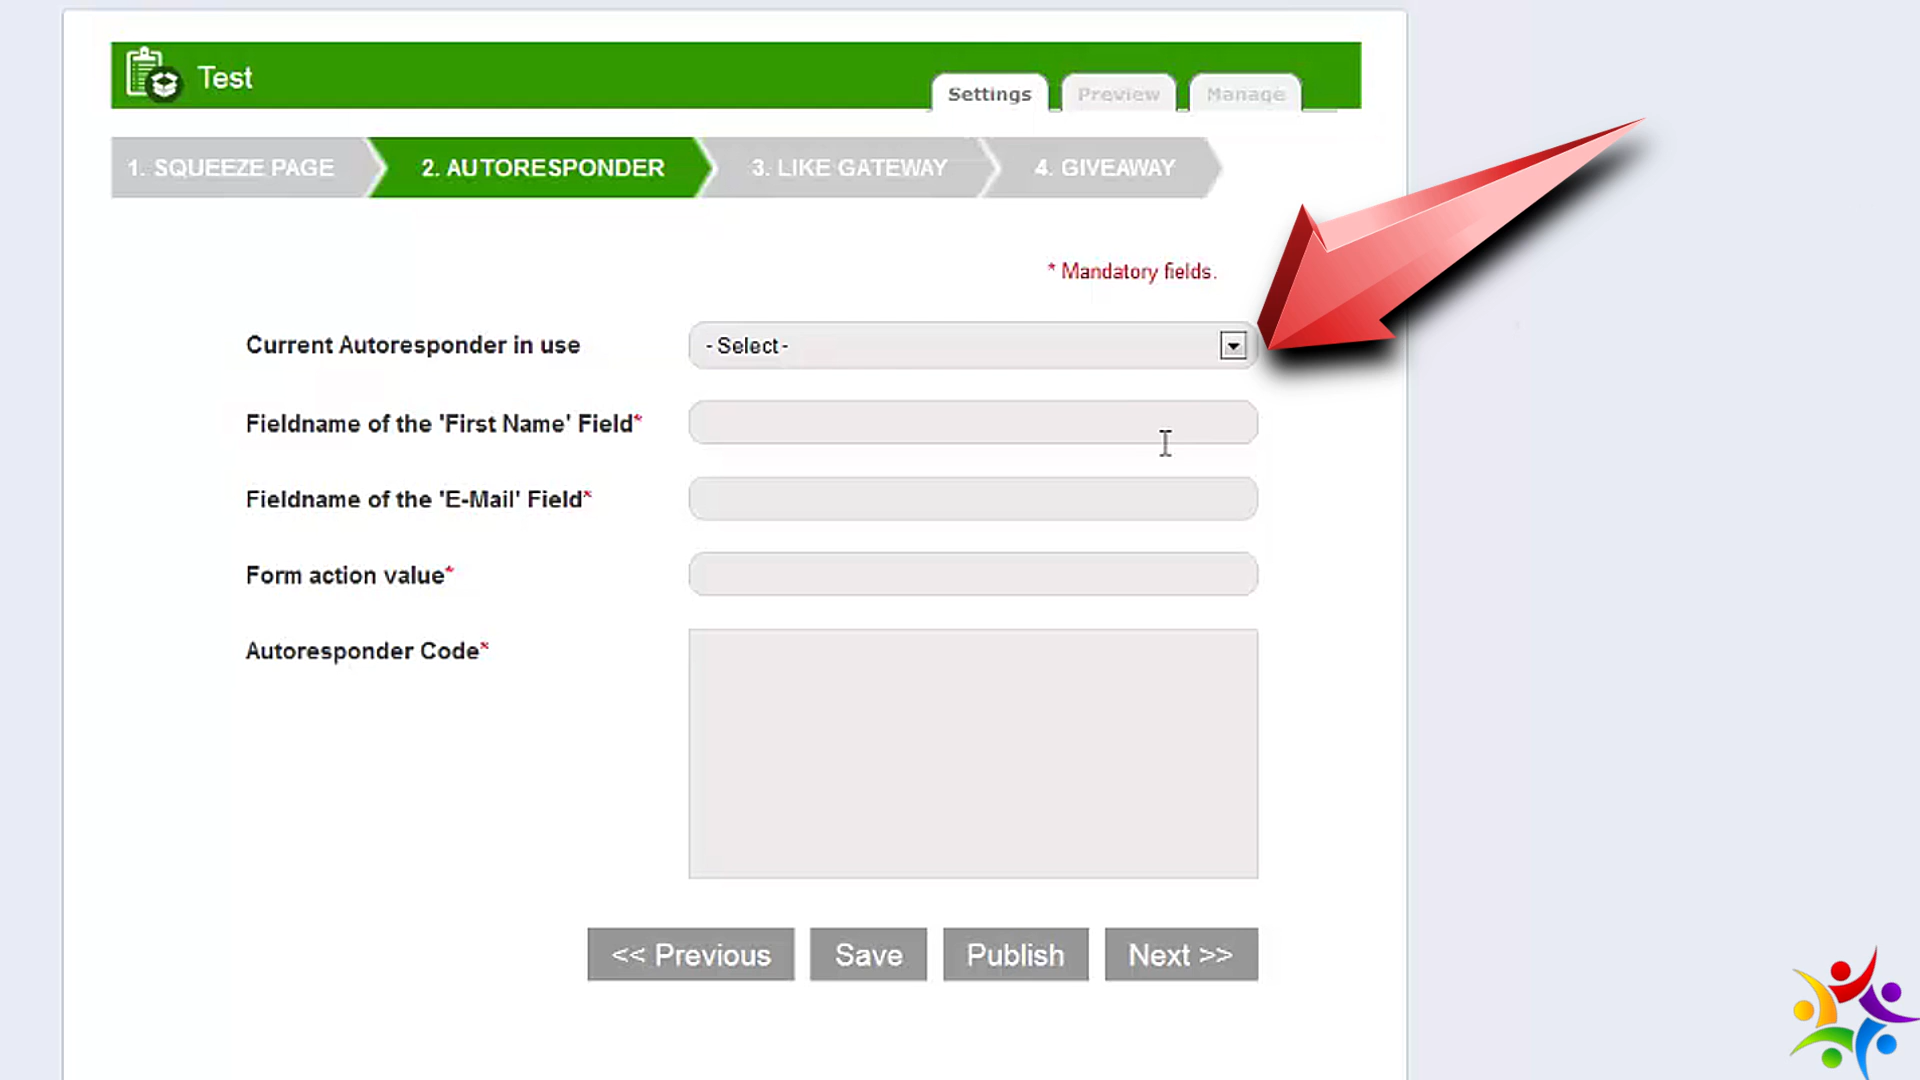 Test
Settings
Preview
Manage
1. SQUEEZE PAGE
2. AUTORESPONDER
3. LIKE GATEWAY
4. GIVEAWAY
* Mandatory fields.
Current Autoresponder in use
- Select -
Fieldname of the 'First Name' Field*
Fieldname of the 'E-Mail' Field*
Form action value*
Autoresponder Code*
<< Previous
Save
Publish
Next >>